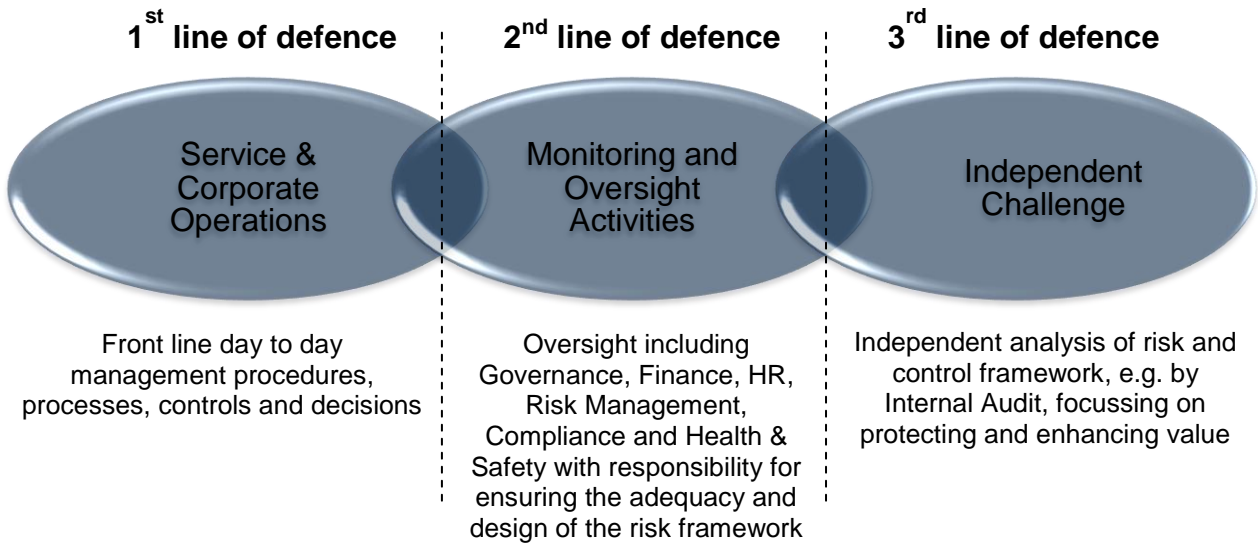 1st line of defence
2nd line of defence
3rd line of defence
Service &
Corporate
Operations
Monitoring and
Oversight
Activities
Independent
Challenge
Front line day to day
management procedures,
processes, controls and decisions
Oversight including
Governance, Finance, HR,
Risk Management,
Compliance and Health &
Safety with responsibility for
ensuring the adequacy and
design of the risk framework
Independent analysis of risk and
control framework, e.g. by
Internal Audit, focussing on
protecting and enhancing value